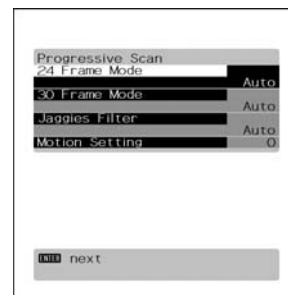 Progressive Scan
24 Frame Mode
Auto
30 Frame Mode
Auto
Jaggies Filter
Auto
Motion Setting
0
ENTER next